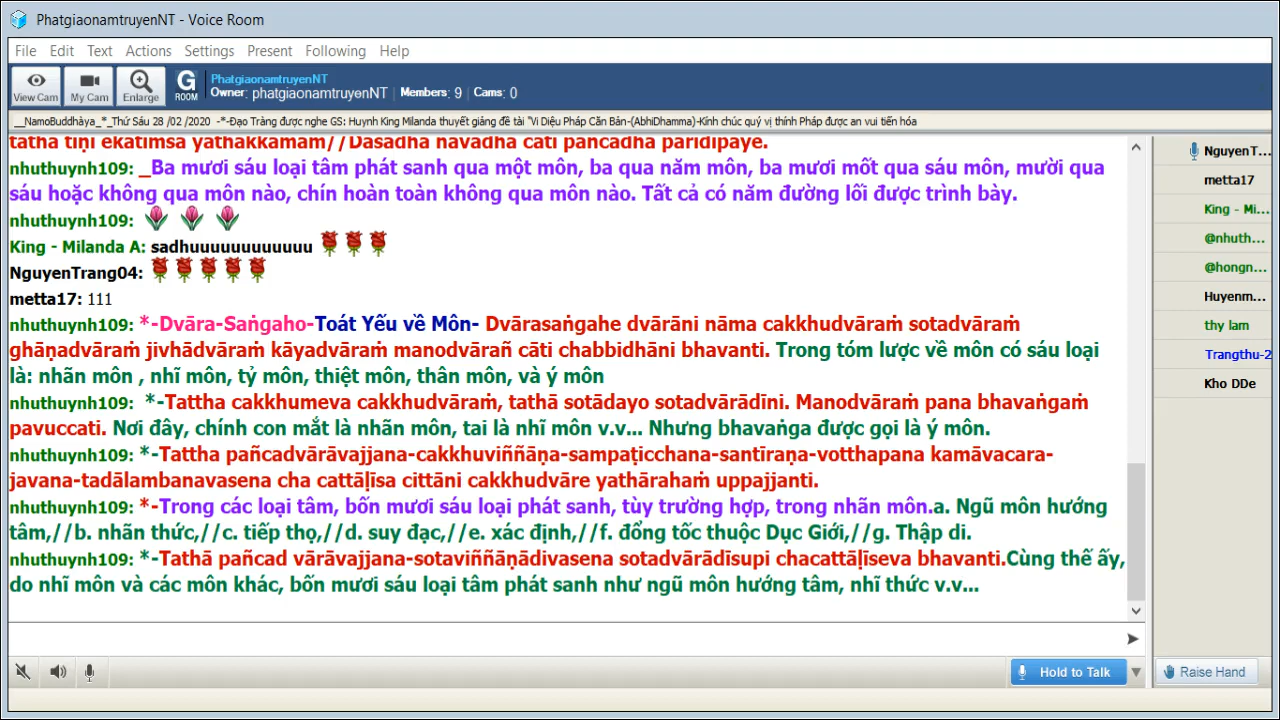 PhatgiaonamtruyenNT - Voice Room
File Edit Text Actions Settings Present Following Help
View Cam My Cam Enlarge G ROOM PhatgiaonamtruyenNT
Owner: phatgiaonamtruyenNT Members: 9 Cams: 0
__NamoBuddhàya_*_Thứ Sáu 28 /02 /2020 -*-Đạo Tràng được nghe GS: Huynh King Milanda thuyết giảng đề tài "Vi Diệu Pháp Căn Bản-(AbhiDhamma)-Kính chúc quý vị thính Pháp được an vui tiến hóa
tathā tīṇi ekatiṃsa yathakkamam//Dasadhā navadhā cāti pañcadhā paridīpaye.
nhuthuynh109: _Ba mươi sáu loại tâm phát sanh qua một môn, ba qua năm môn, ba mươi mốt qua sáu môn, mười qua
sáu hoặc không qua môn nào, chín hoàn toàn không qua môn nào. Tất cả có năm đường lối được trình bày.
nhuthuynh109:
King - Milanda A: sadhuuuuuuuuuuuu
NguyenTrang04:
metta17: 111
nhuthuynh109: *-Dvāra-Saṅgaho-Toát Yếu về Môn- Dvārasaṅgahe dvārāni nāma cakkhudvāraṁ sotadvāraṁ
ghāṇadvāraṁ jivhādvāraṁ kāyadvāraṁ manodvārañ cāti chabbidhāni bhavanti. Trong tóm lược về môn có sáu loại
là: nhãn môn , nhĩ môn, tỷ môn, thiệt môn, thân môn, và ý môn
nhuthuynh109: *-Tattha cakkhumeva cakkhudvāraṁ, tathā sotādayo sotadvārādīni. Manodvāraṁ pana bhavaṅgaṁ
pavuccati. Nơi đây, chính con mắt là nhãn môn, tai là nhĩ môn v.v... Nhưng bhavaṅga được gọi là ý môn.
nhuthuynh109: *-Tattha pañcadvārāvajjana-cakkhuviññāṇa-sampaṭicchana-santīraṇa-votthapana kamāvacara-
javana-tadālambanavasena cha cattāḷīsa cittāni cakkhudvāre yathārahaṁ uppajjanti.
nhuthuynh109: *-Trong các loại tâm, bốn mươi sáu loại phát sanh, tùy trường hợp, trong nhãn môn.a. Ngũ môn hướng
tâm,//b. nhãn thức,//c. tiếp thọ,//d. suy đạc,//e. xác định,//f. đổng tốc thuộc Dục Giới,//g. Thập di.
nhuthuynh109: *-Tathā pañcad vārāvajjana-sotaviññāṇādivasena sotadvārādīsupi chacattāḷīseva bhavanti.Cùng thế ấy,
do nhĩ môn và các môn khác, bốn mươi sáu loại tâm phát sanh như ngũ môn hướng tâm, nhĩ thức v.v...
NguyenT...
metta17
King - Mi...
@nhuth...
@hongn...
Huyenm...
thy lam
Trangthu-2
Kho DDe
Hold to Talk Raise Hand